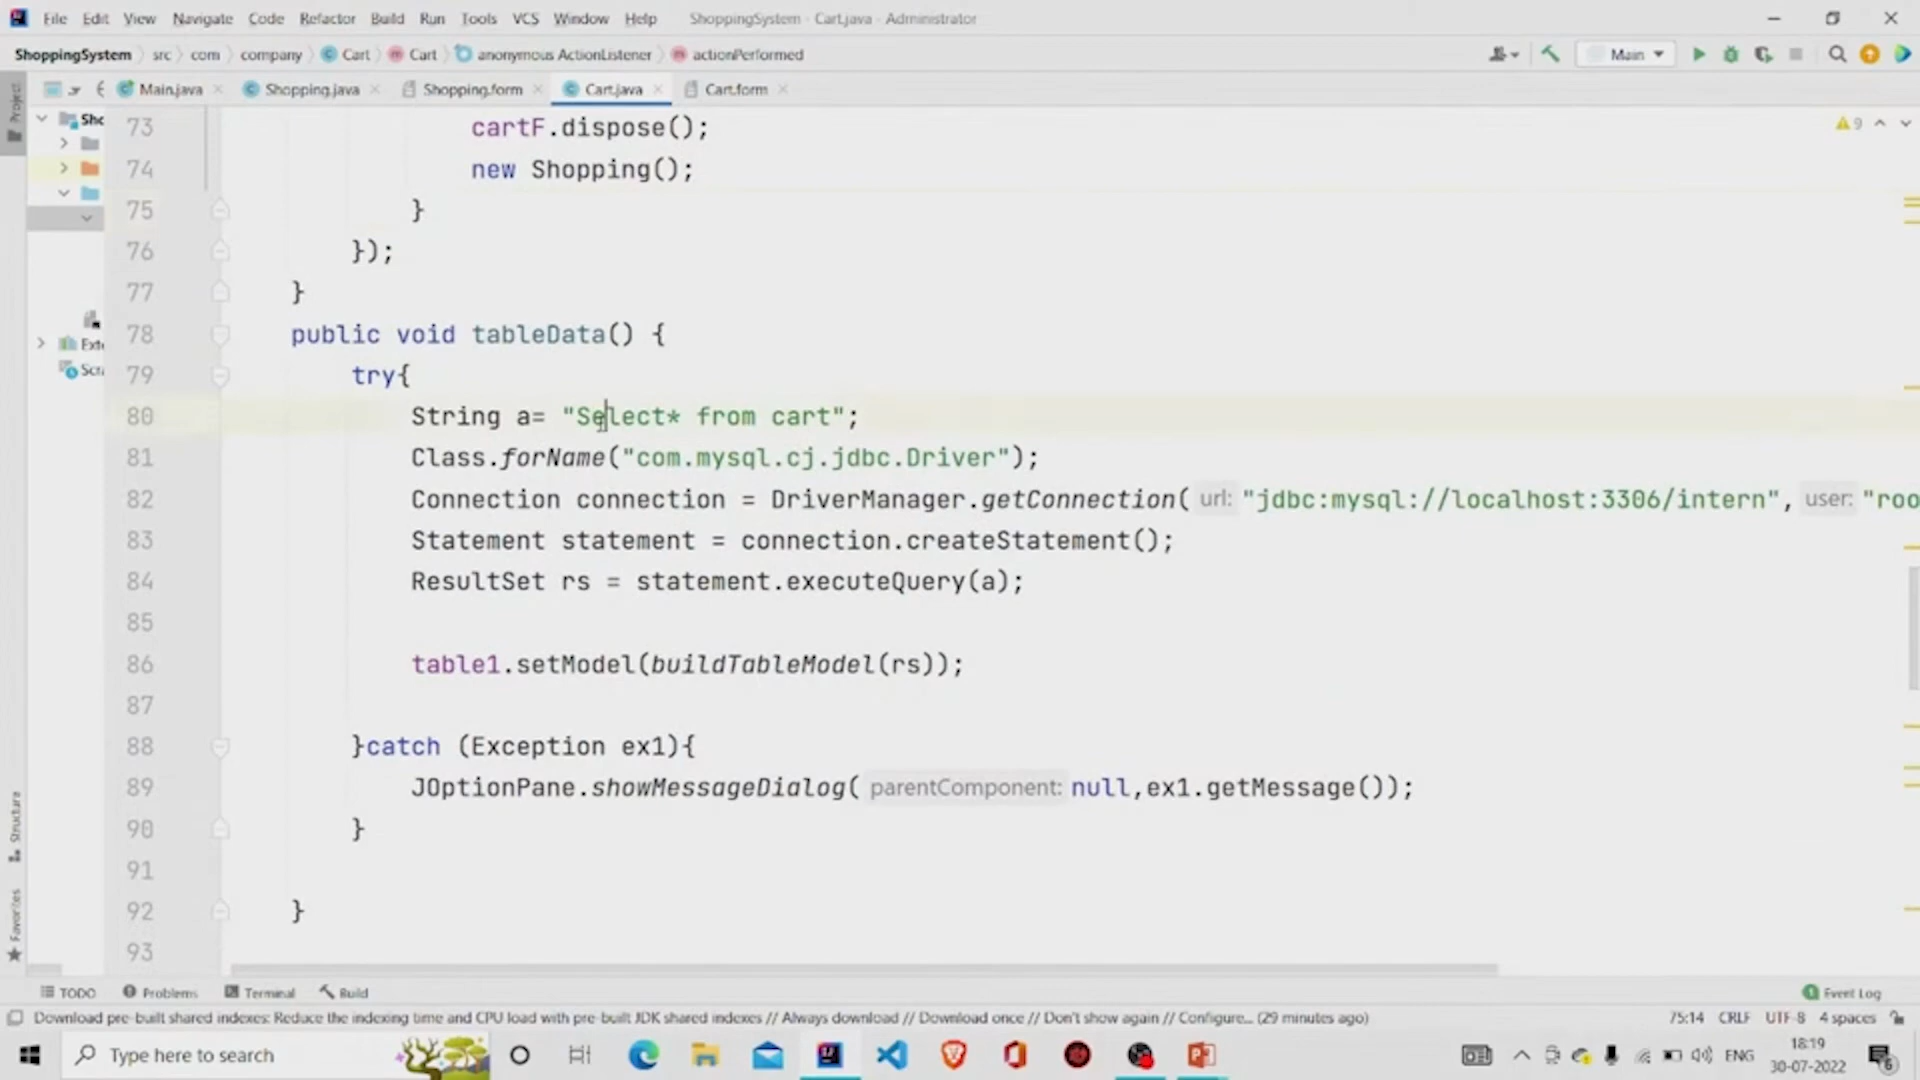 File Edit View Navigate Code Refactor Build Run Tools VCS Window Help ShoppingSystem - Cart.java - Administrator
ShoppingSystem src com company Cart Cart anonymous ActionListener actionPerformed Main
Main.java Shopping.java Shopping.form Cart.java Cart.form
Project
Sho
Exte
Scra
9
73 cartF.dispose();
74 new Shopping();
75 }
76 });
77 }
78 public void tableData() {
79 try{
80 String a= "Select* from cart";
81 Class.forName("com.mysql.cj.jdbc.Driver");
82 Connection connection = DriverManager.getConnection( url: "jdbc:mysql://localhost:3306/intern", user: "roo
83 Statement statement = connection.createStatement();
84 ResultSet rs = statement.executeQuery(a);
85
86 table1.setModel(buildTableModel(rs));
87
88 }catch (Exception ex1){
89 JOptionPane.showMessageDialog( parentComponent: null,ex1.getMessage());
90 }
91
92 }
93
Structure
Favorites
TODO Problems Terminal Build Event Log
Download pre-built shared indexes: Reduce the indexing time and CPU load with pre-built JDK shared indexes // Always download // Download once // Don't show again // Configure... (29 minutes ago) 75:14 CRLF UTF-8 4 spaces
Type here to search ENG 18:19
30-07-2022 6